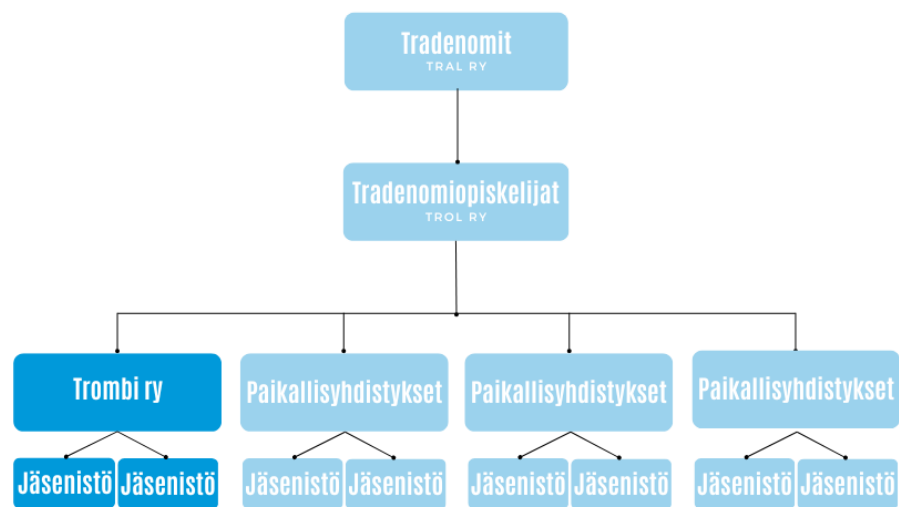 Tradenomit
TRAL RY
Tradenomiopiskelijat
TROL RY
Trombi ry
Paikallisyhdistykset
Paikallisyhdistykset
Paikallisyhdistykset
Jäsenistö
Jäsenistö
Jäsenistö
Jäsenistö
Jäsenistö
Jäsenistö
Jäsenistö
Jäsenistö